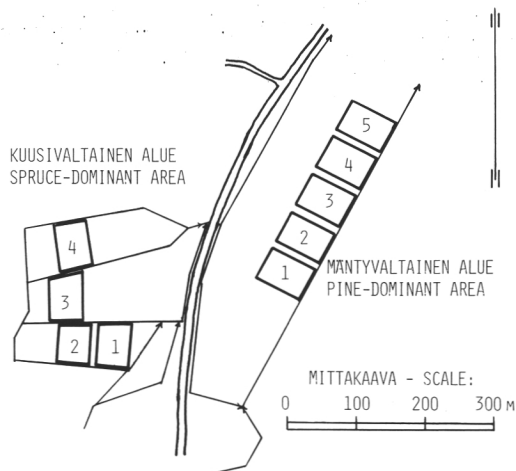 KUUSIVALTAINEN ALUE
SPRUCE-DOMINANT AREA
5
4
3
2
1
4
3
2 1
MÄNTYVALTAINEN ALUE
PINE-DOMINANT AREA
MITTAKAAVA - SCALE:
0 100 200 300 M